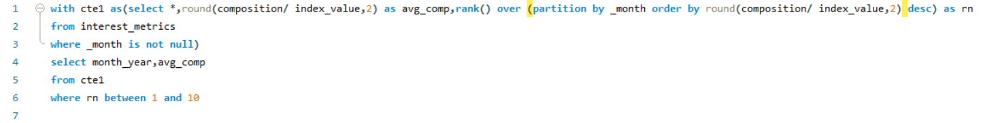 1 with cte1 as(select *,round(composition/ index_value,2) as avg_comp,rank() over (partition by _month order by round(composition/ index_value,2) desc) as rn
2 from interest_metrics
3 where _month is not null)
4 select month_year,avg_comp
5 from cte1
6 where rn between 1 and 10
7